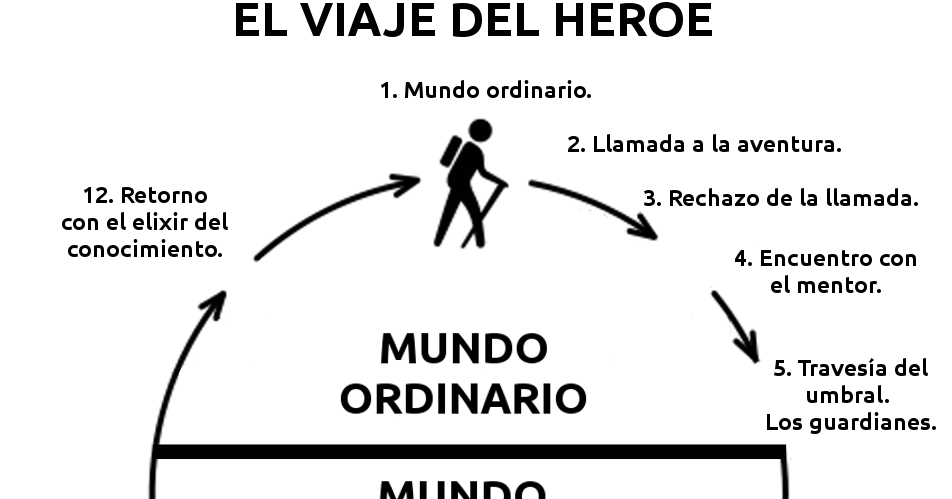 EL VIAJE DEL HEROE
1. Mundo ordinario.
2. Llamada a la aventura.
3. Rechazo de la llamada.
4. Encuentro con
el mentor.
5. Travesía del
umbral.
Los guardianes.
12. Retorno
con el elixir del
conocimiento.
MUNDO
ORDINARIO
MUNDO